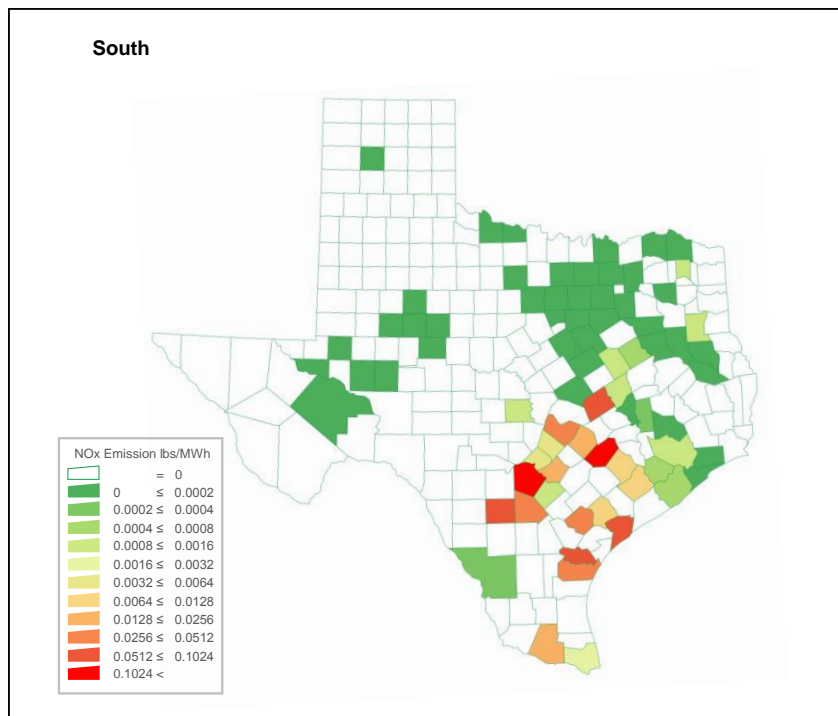 South
NOx Emission lbs/MWh
= 0
0 ≤ 0.0002
0.0002 ≤ 0.0004
0.0004 ≤ 0.0008
0.0008 ≤ 0.0016
0.0016 ≤ 0.0032
0.0032 ≤ 0.0064
0.0064 ≤ 0.0128
0.0128 ≤ 0.0256
0.0256 ≤ 0.0512
0.0512 ≤ 0.1024
0.1024 <